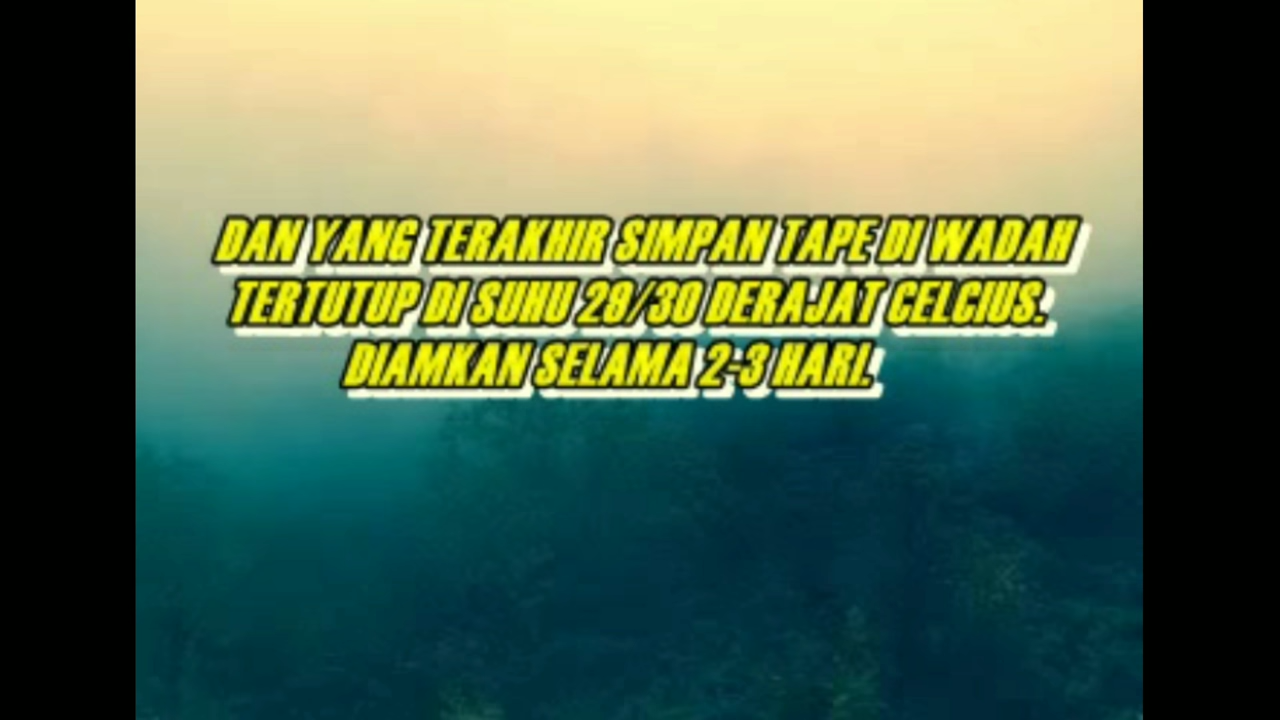 DAN YANG TERAKHIR SIMPAN TAPE DI WADAH
TERTUTUP DI SUHU 29/30 DERAJAT CELCIUS.
DIAMKAN SELAMA 2-3 HARI.